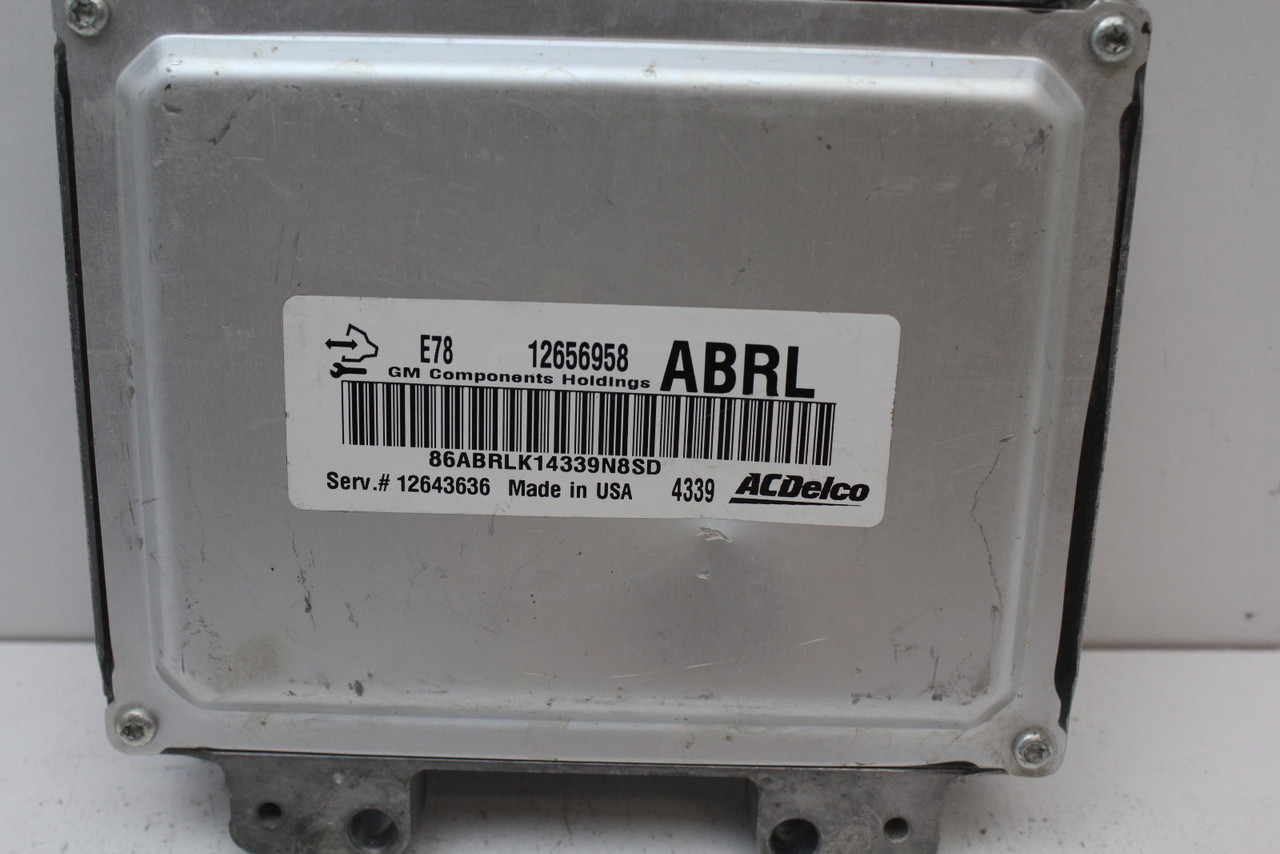 E78 12656958 ABRL
GM Components Holdings
86ABRLK14339N8SD
Serv.# 12643636 Made in USA 4339 ACDelco